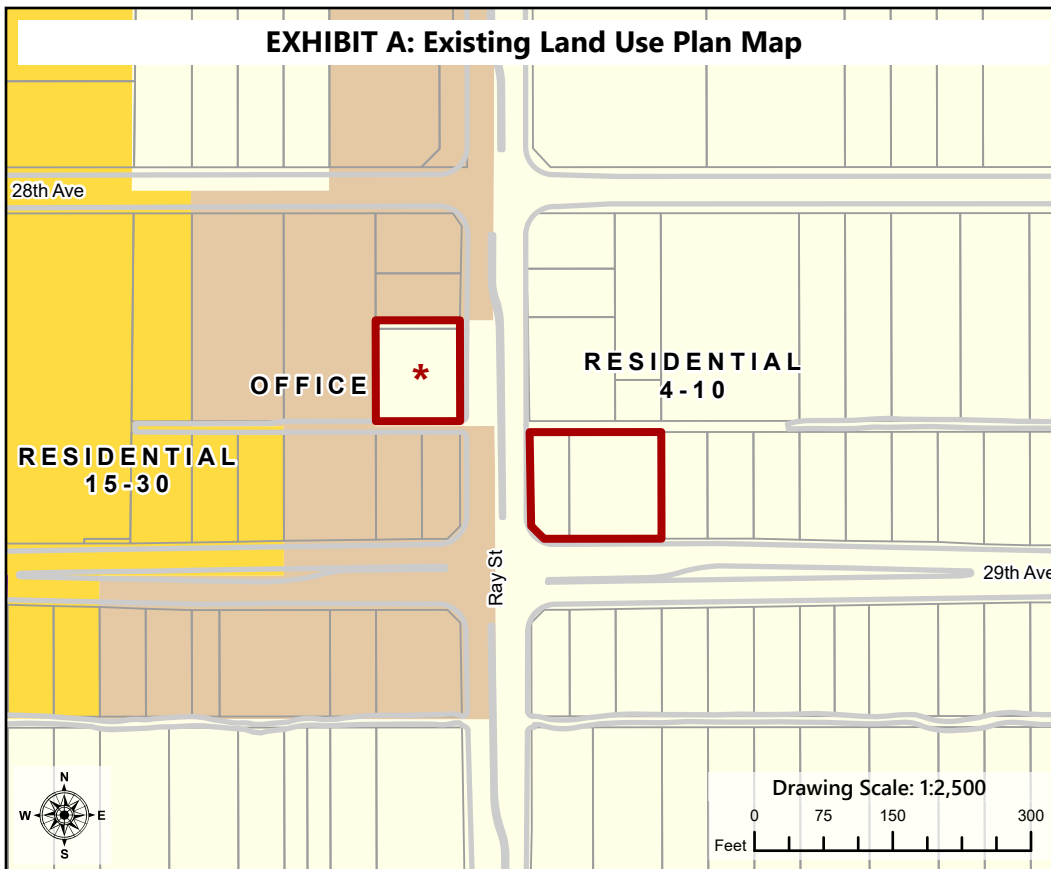 EXHIBIT A: Existing Land Use Plan Map
28th Ave
RESIDENTIAL
4-10
OFFICE
*
RESIDENTIAL
15-30
Ray St
29th Ave
N
W E
S
Drawing Scale: 1:2,500
0 75 150 300
Feet